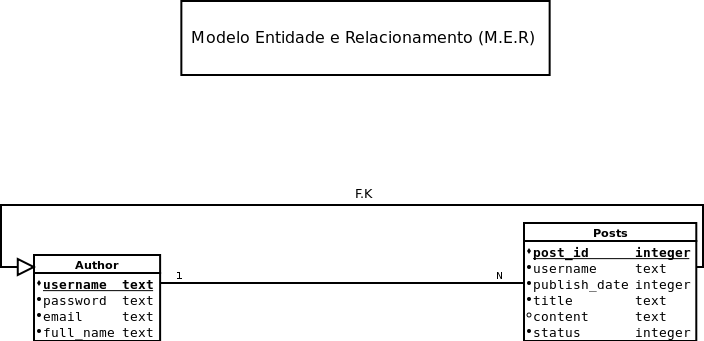 Modelo Entidade e Relacionamento (M.E.R)
F.K
Author
username text
password text
email text
full_name text
1
N
Posts
post_id integer
username text
publish_date integer
title text
content text
status integer